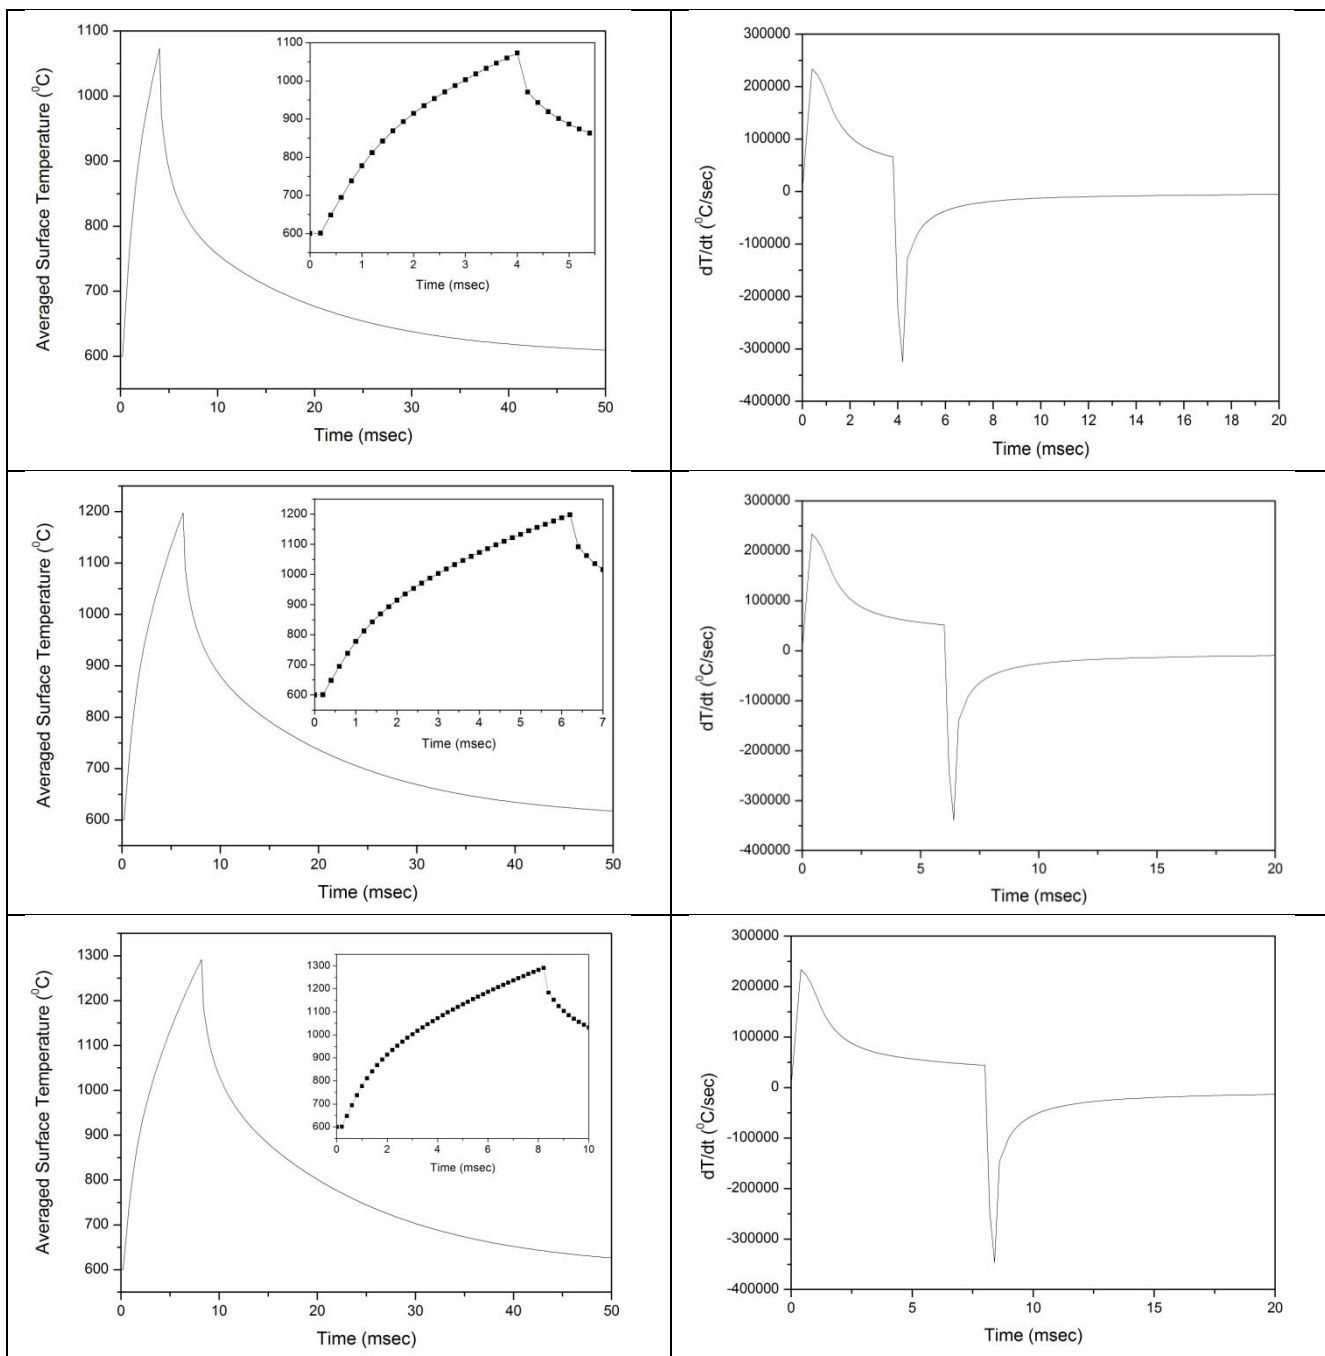 Averaged Surface Temperature (⁰C)
1100
1000
900
800
700
600
0 10 20 30 40 50
Time (msec)
1100
1000
900
800
700
600
0 1 2 3 4 5
Time (msec)
dT/dt (⁰C/sec)
300000
200000
100000
0
-100000
-200000
-300000
-400000
0 2 4 6 8 10 12 14 16 18 20
Time (msec)
Averaged Surface Temperature (⁰C)
1200
1100
1000
900
800
700
600
0 10 20 30 40 50
Time (msec)
1200
1100
1000
900
800
700
600
0 1 2 3 4 5 6 7
Time (msec)
dT/dt (⁰C/sec)
300000
200000
100000
0
-100000
-200000
-300000
-400000
0 5 10 15 20
Time (msec)
Averaged Surface Temperature (⁰C)
1300
1200
1100
1000
900
800
700
600
0 10 20 30 40 50
Time (msec)
1300
1200
1100
1000
900
800
700
600
0 2 4 6 8 10
Time (msec)
dT/dt (⁰C/sec)
300000
200000
100000
0
-100000
-200000
-300000
-400000
0 5 10 15 20
Time (msec)